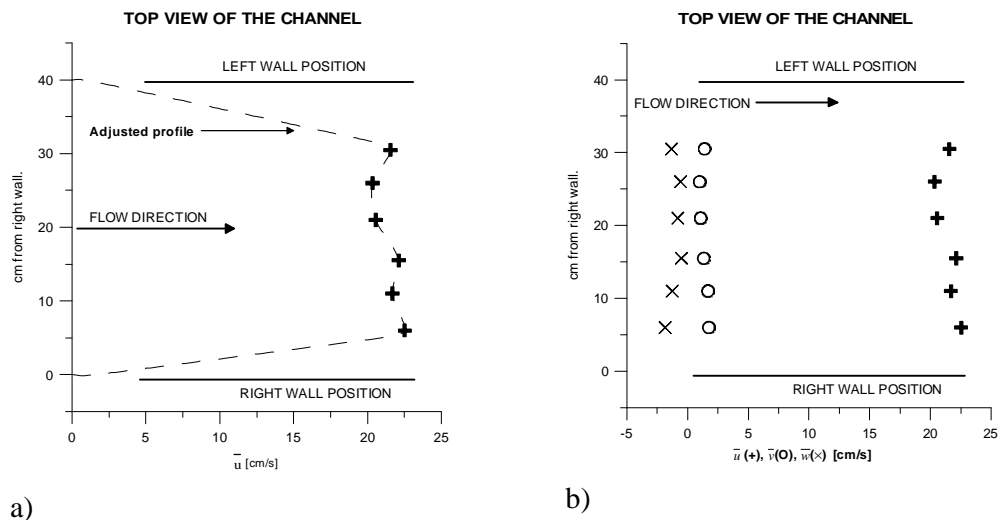 TOP VIEW OF THE CHANNEL
40
30
20
10
0
cm from right wall.
LEFT WALL POSITION
Adjusted profile
FLOW DIRECTION
RIGHT WALL POSITION
0 5 10 15 20 25
u̅ [cm/s]
a)
TOP VIEW OF THE CHANNEL
40
30
20
10
0
cm from right wall.
LEFT WALL POSITION
FLOW DIRECTION
RIGHT WALL POSITION
-5 0 5 10 15 20 25
u̅ (+), v̅(O), w̅(×) [cm/s]
b)